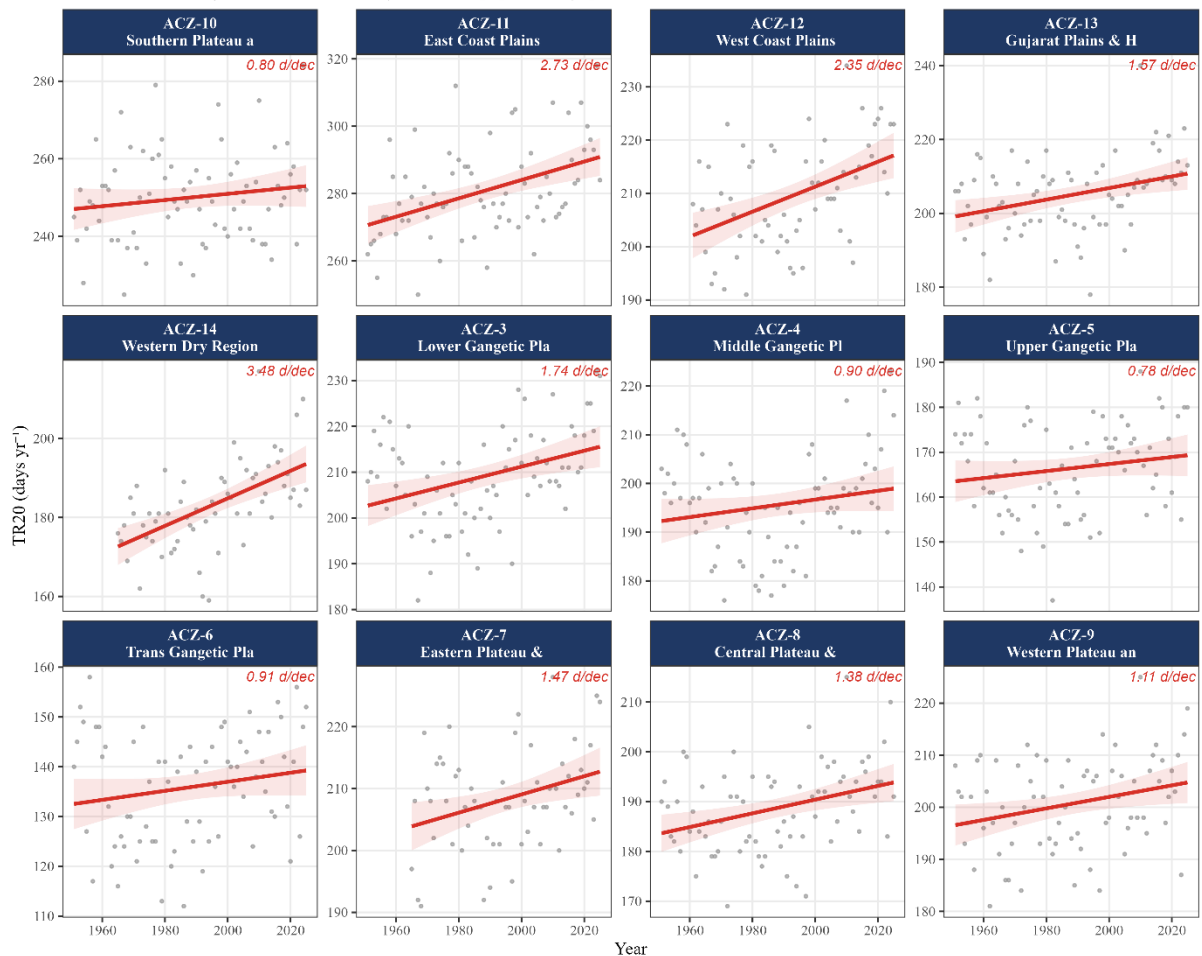 ACZ-10
Southern Plateau a
0.80 d/dec
280
260
240
ACZ-11
East Coast Plains
2.73 d/dec
320
300
280
260
ACZ-12
West Coast Plains
2.35 d/dec
230
220
210
200
190
ACZ-13
Gujarat Plains & H
1.57 d/dec
240
220
200
180
ACZ-14
Western Dry Region
3.48 d/dec
200
180
160
ACZ-3
Lower Gangetic Pla
1.74 d/dec
230
220
210
200
190
180
ACZ-4
Middle Gangetic Pl
0.90 d/dec
220
210
200
190
180
ACZ-5
Upper Gangetic Pla
0.78 d/dec
190
180
170
160
150
140
TR20 (days yr⁻¹)
ACZ-6
Trans Gangetic Pla
0.91 d/dec
160
150
140
130
120
110
1960 1980 2000 2020
ACZ-7
Eastern Plateau &
1.47 d/dec
220
210
200
190
1960 1980 2000 2020
ACZ-8
Central Plateau &
1.38 d/dec
210
200
190
180
170
1960 1980 2000 2020
ACZ-9
Western Plateau an
1.11 d/dec
220
210
200
190
180
1960 1980 2000 2020
Year